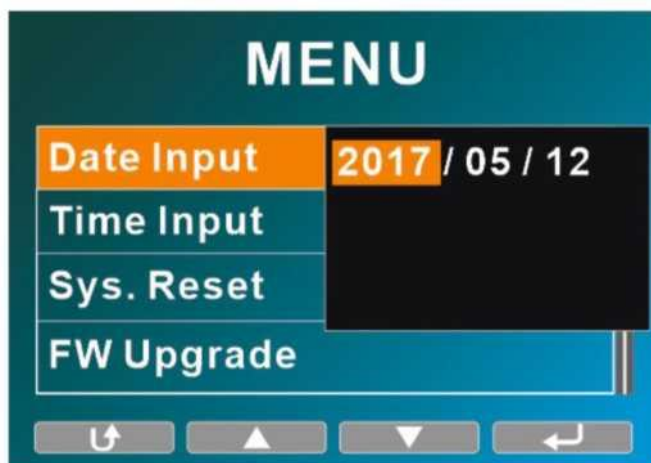 MENU
Date Input 2017 / 05 / 12
Time Input
Sys. Reset
FW Upgrade